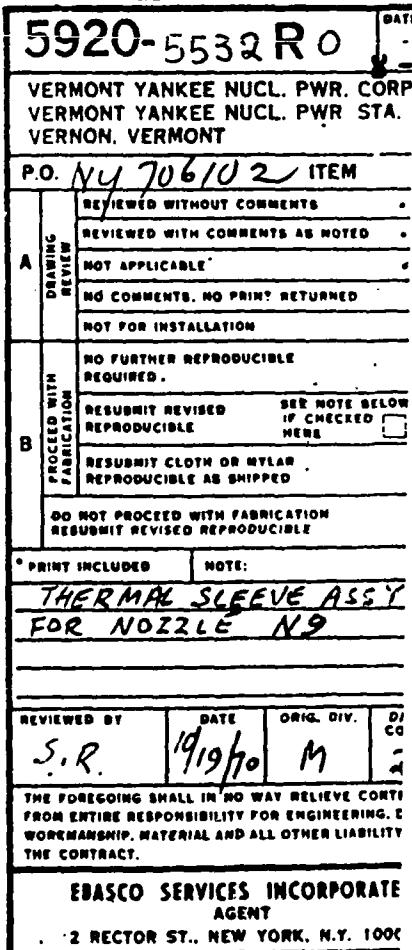 5920-5532 R 0
DATE
VERMONT YANKEE NUCL. PWR. CORP
VERMONT YANKEE NUCL. PWR STA.
VERNON, VERMONT
P.O. NY 706102 ITEM
A
DRAWING REVIEW
REVIEWED WITHOUT COMMENTS
REVIEWED WITH COMMENTS AS NOTED
NOT APPLICABLE
NO COMMENTS. NO PRINT RETURNED
NOT FOR INSTALLATION
B
PROCEED WITH FABRICATION
NO FURTHER REPRODUCIBLE
REQUIRED.
RESUBMIT REVISED
REPRODUCIBLE
SEE NOTE BELOW
IF CHECKED
HERE
RESUBMIT CLOTH OR MYLAR
REPRODUCIBLE AS SHIPPED
DO NOT PROCEED WITH FABRICATION
RESUBMIT REVISED REPRODUCIBLE
* PRINT INCLUDED NOTE:
THERMAL SLEEVE ASS'Y
FOR NOZZLE N9
REVIEWED BY DATE ORIG. DIV.
S.R. 10/19/70 M
THE FOREGOING SHALL IN NO WAY RELIEVE
FROM ENTIRE RESPONSIBILITY FOR ENGINEERING.
WORKMANSHIP. MATERIAL AND ALL OTHER LIABILITY
THE CONTRACT.
EBASCO SERVICES INCORPORATE
AGENT
2 RECTOR ST., NEW YORK, N.Y.